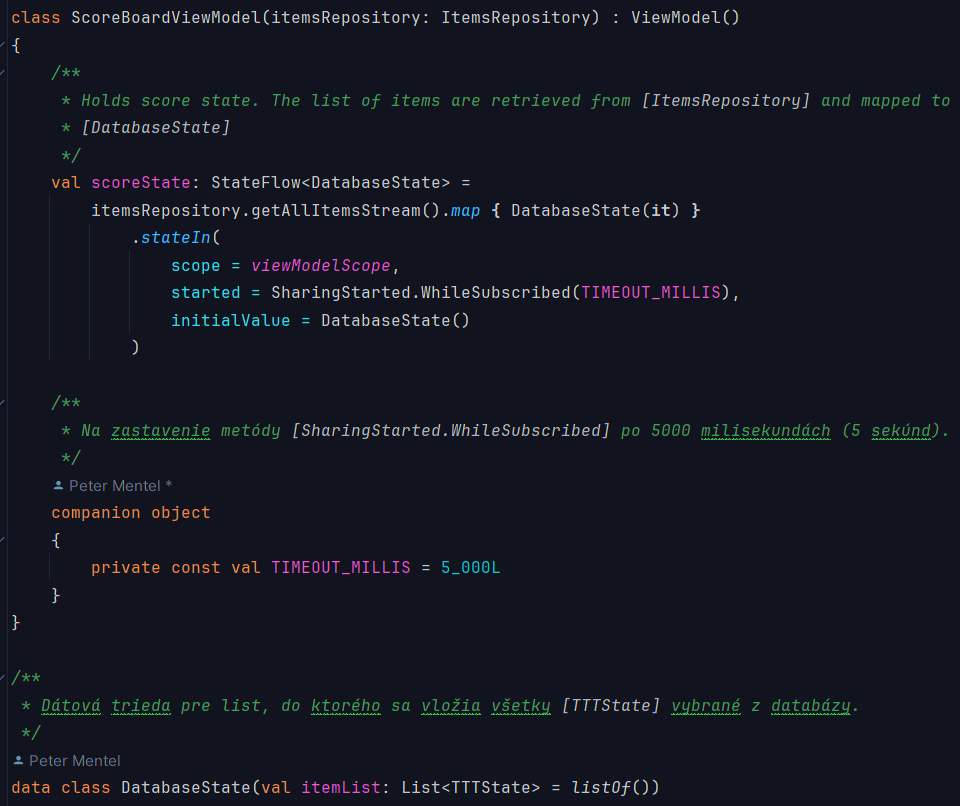 class ScoreBoardViewModel(itemsRepository: ItemsRepository) : ViewModel()
{
    /**
     * Holds score state. The list of items are retrieved from [ItemsRepository] and mapped to
     * [DatabaseState]
     */
    val scoreState: StateFlow<DatabaseState> =
        itemsRepository.getAllItemsStream().map { DatabaseState(it) }
            .stateIn(
                scope = viewModelScope,
                started = SharingStarted.WhileSubscribed(TIMEOUT_MILLIS),
                initialValue = DatabaseState()
            )

    /**
     * Na zastavenie metódy [SharingStarted.WhileSubscribed] po 5000 milisekundách (5 sekúnd).
     */
    Peter Mentel *
    companion object
    {
        private const val TIMEOUT_MILLIS = 5_000L
    }
}

/**
 * Dátová trieda pre list, do ktorého sa vložia všetky [TTTState] vybrané z databázy.
 */
Peter Mentel
data class DatabaseState(val itemList: List<TTTState> = listOf())